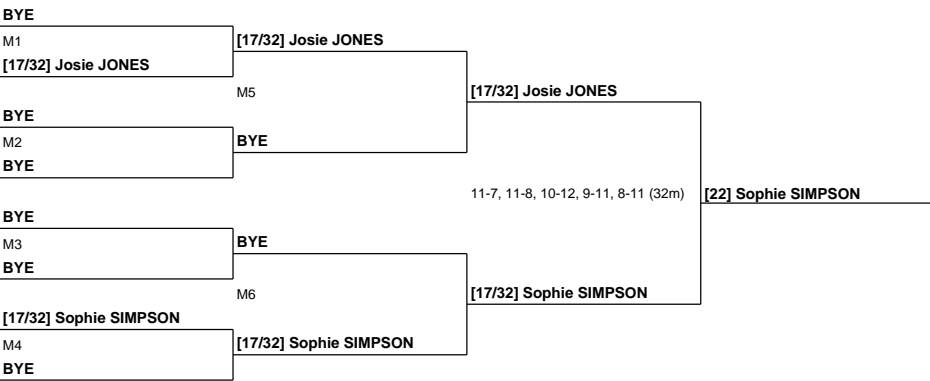 BYE
M1
[17/32] Josie JONES
[17/32] Josie JONES
M5
[17/32] Josie JONES
BYE
M2
BYE
BYE
11-7, 11-8, 10-12, 9-11, 8-11 (32m)
[22] Sophie SIMPSON
BYE
M3
BYE
BYE
M6
[17/32] Sophie SIMPSON
[17/32] Sophie SIMPSON
M4
BYE
[17/32] Sophie SIMPSON